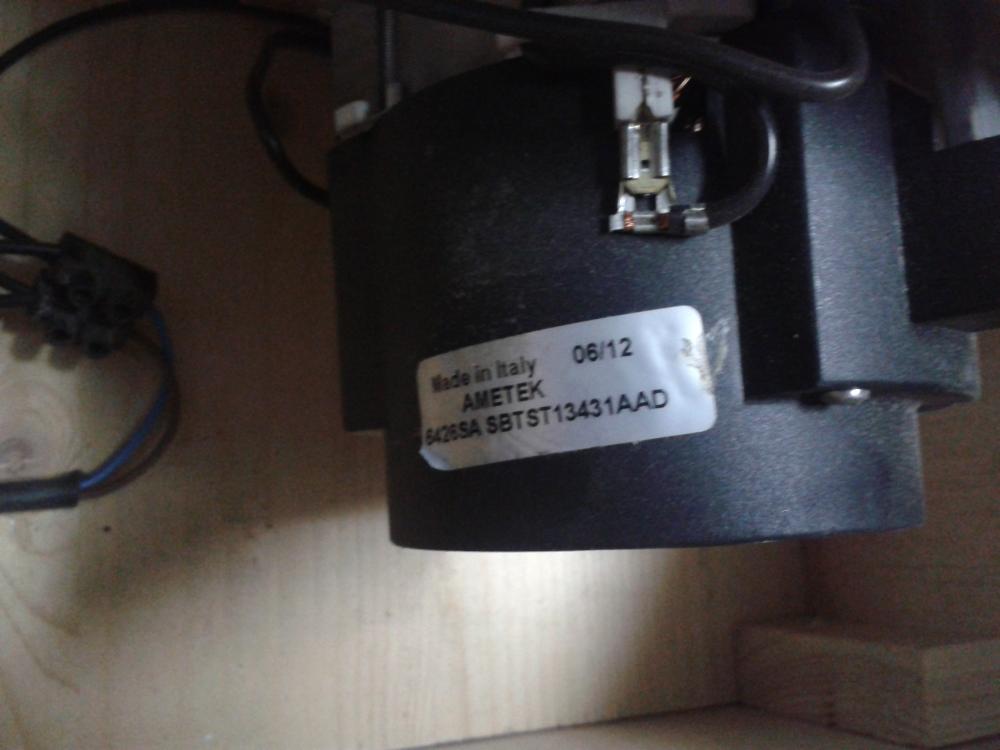 Made in Italy 06/12
AMETEK
6426SA SBTST13431AAD